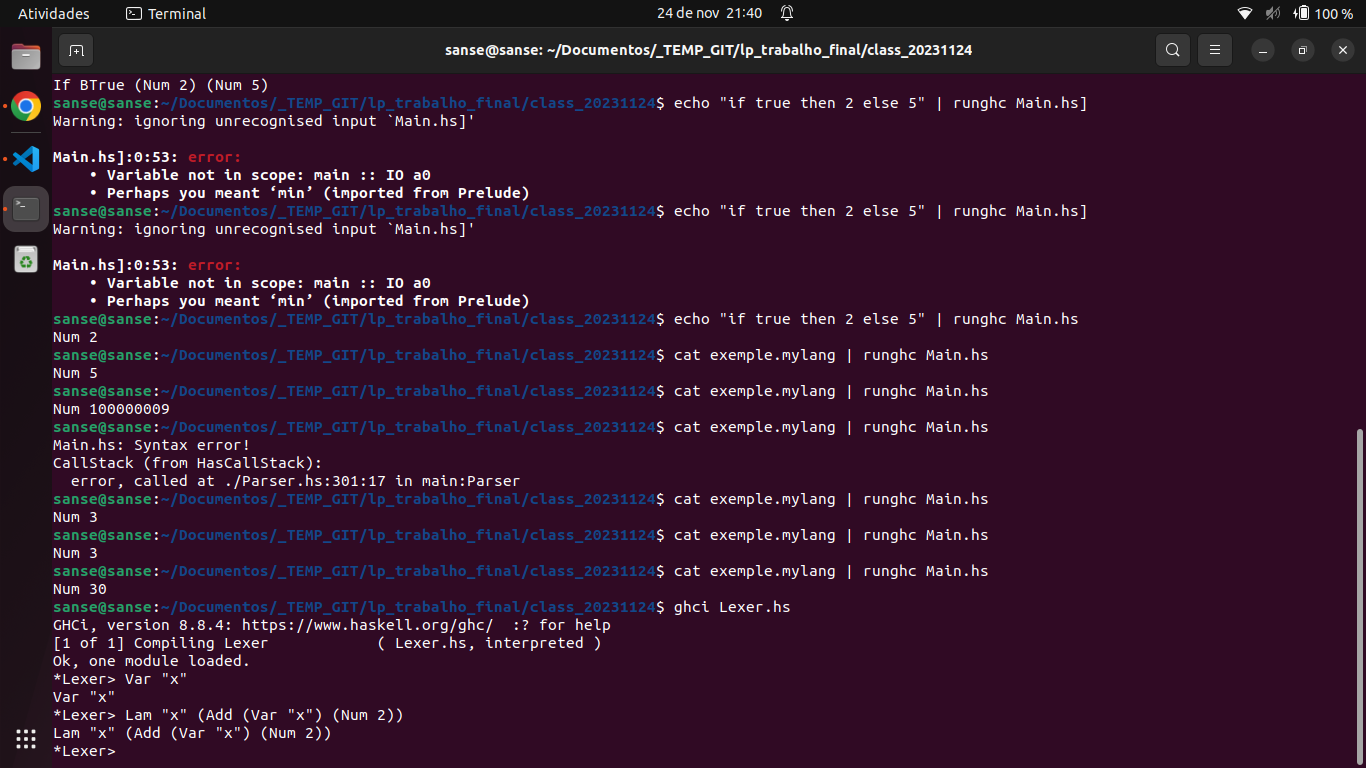 Atividades
Terminal
24 de nov 21:40
100 %
sanse@sanse: ~/Documentos/_TEMP_GIT/lp_trabalho_final/class_20231124
If BTrue (Num 2) (Num 5)
sanse@sanse:~/Documentos/_TEMP_GIT/lp_trabalho_final/class_20231124$ echo "if true then 2 else 5" | runghc Main.hs]
Warning: ignoring unrecognised input `Main.hs]'
Main.hs]:0:53: error:
• Variable not in scope: main :: IO a0
• Perhaps you meant ‘min’ (imported from Prelude)
sanse@sanse:~/Documentos/_TEMP_GIT/lp_trabalho_final/class_20231124$ echo "if true then 2 else 5" | runghc Main.hs]
Warning: ignoring unrecognised input `Main.hs]'
Main.hs]:0:53: error:
• Variable not in scope: main :: IO a0
• Perhaps you meant ‘min’ (imported from Prelude)
sanse@sanse:~/Documentos/_TEMP_GIT/lp_trabalho_final/class_20231124$ echo "if true then 2 else 5" | runghc Main.hs
Num 2
sanse@sanse:~/Documentos/_TEMP_GIT/lp_trabalho_final/class_20231124$ cat exemple.mylang | runghc Main.hs
Num 5
sanse@sanse:~/Documentos/_TEMP_GIT/lp_trabalho_final/class_20231124$ cat exemple.mylang | runghc Main.hs
Num 100000009
sanse@sanse:~/Documentos/_TEMP_GIT/lp_trabalho_final/class_20231124$ cat exemple.mylang | runghc Main.hs
Main.hs: Syntax error!
CallStack (from HasCallStack):
error, called at ./Parser.hs:301:17 in main:Parser
sanse@sanse:~/Documentos/_TEMP_GIT/lp_trabalho_final/class_20231124$ cat exemple.mylang | runghc Main.hs
Num 3
sanse@sanse:~/Documentos/_TEMP_GIT/lp_trabalho_final/class_20231124$ cat exemple.mylang | runghc Main.hs
Num 3
sanse@sanse:~/Documentos/_TEMP_GIT/lp_trabalho_final/class_20231124$ cat exemple.mylang | runghc Main.hs
Num 30
sanse@sanse:~/Documentos/_TEMP_GIT/lp_trabalho_final/class_20231124$ ghci Lexer.hs
GHCi, version 8.8.4: https://www.haskell.org/ghc/  :? for help
[1 of 1] Compiling Lexer            ( Lexer.hs, interpreted )
Ok, one module loaded.
*Lexer> Var "x"
Var "x"
*Lexer> Lam "x" (Add (Var "x") (Num 2))
Lam "x" (Add (Var "x") (Num 2))
*Lexer>